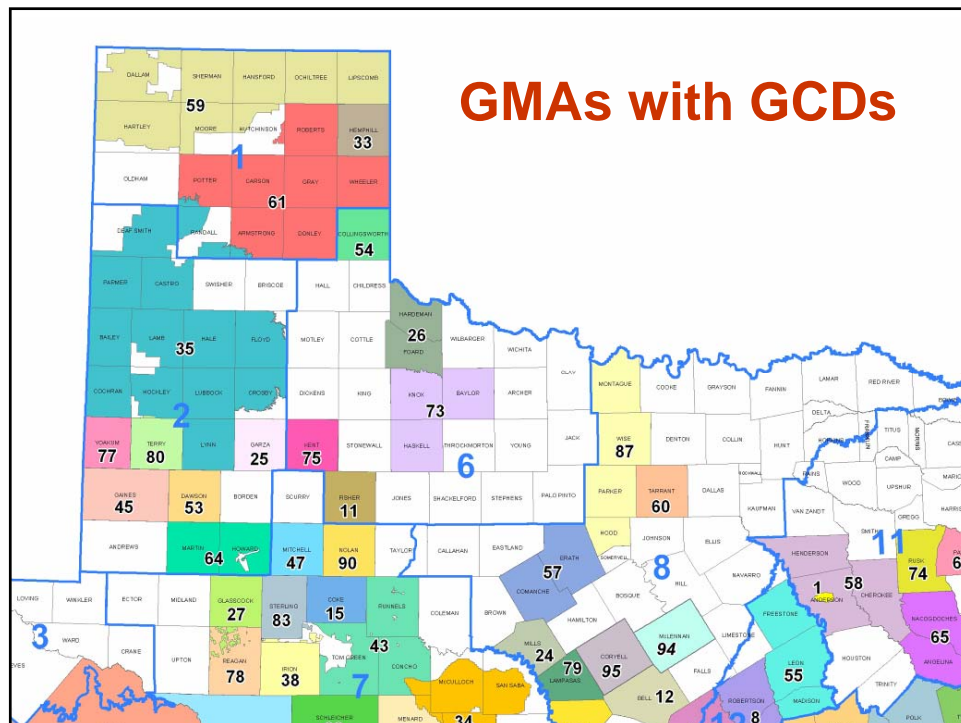 GMAs with GCDs
DALLAM SHERMAN HANSFORD OCHILTREE LIPSCOMB
59
HARTLEY MOORE HUTCHINSON ROBERTS HEMPHILL
33
1
OLDHAM POTTER CARSON GRAY WHEELER
61
DEAF SMITH RANDALL ARMSTRONG DONLEY COLLINGSWORTH
54
PARMER CASTRO SWISHER BRISCOE HALL CHILDRESS
HARDEMAN
26
BAILEY LAMB HALE FLOYD MOTLEY COTTLE FOARD WILBARGER WICHITA
35
CLAY MONTAGUE COOKE GRAYSON FANNIN LAMAR RED RIVER
COCHRAN HOCKLEY LUBBOCK CROSBY DICKENS KING KNOX BAYLOR ARCHER
73
2
DELTA TITUS
YOAKUM TERRY LYNN GARZA KENT STONEWALL HASKELL THROCKMORTON YOUNG JACK WISE DENTON COLLIN HUNT
77 80 25 75 87
6
CAMP
RAINS WOOD UPSHUR
GAINES DAWSON BORDEN SCURRY FISHER JONES SHACKELFORD STEPHENS PALO PINTO PARKER TARRANT DALLAS ROCKWALL KAUFMAN VAN ZANDT
45 53 11 60
GREGG
SMITH
HOOD JOHNSON ELLIS
ANDREWS MARTIN HOWARD MITCHELL NOLAN TAYLOR CALLAHAN EASTLAND ERATH SOMERVELL HENDERSON
64 47 90 57
8
11
RUSK
74
NAVARRO
HILL
COMANCHE BOSQUE
1 58
ANDERSON CHEROKEE
LOVING WINKLER ECTOR MIDLAND GLASSCOCK STERLING COKE RUNNELS COLEMAN BROWN HAMILTON FREESTONE NACOGDOCHES
27 83 15 65
3
WARD CRANE UPTON REAGAN IRION TOM GREEN CONCHO MILLS CORYELL MCLENNAN LIMESTONE LEON HOUSTON ANGELINA
43 24 79 95 94 55
78 38
7
LAMPASAS BELL FALLS
12
TRINITY
MCCULLOCH SAN SABA ROBERTSON MADISON
34
SCHLEICHER MENARD POLK